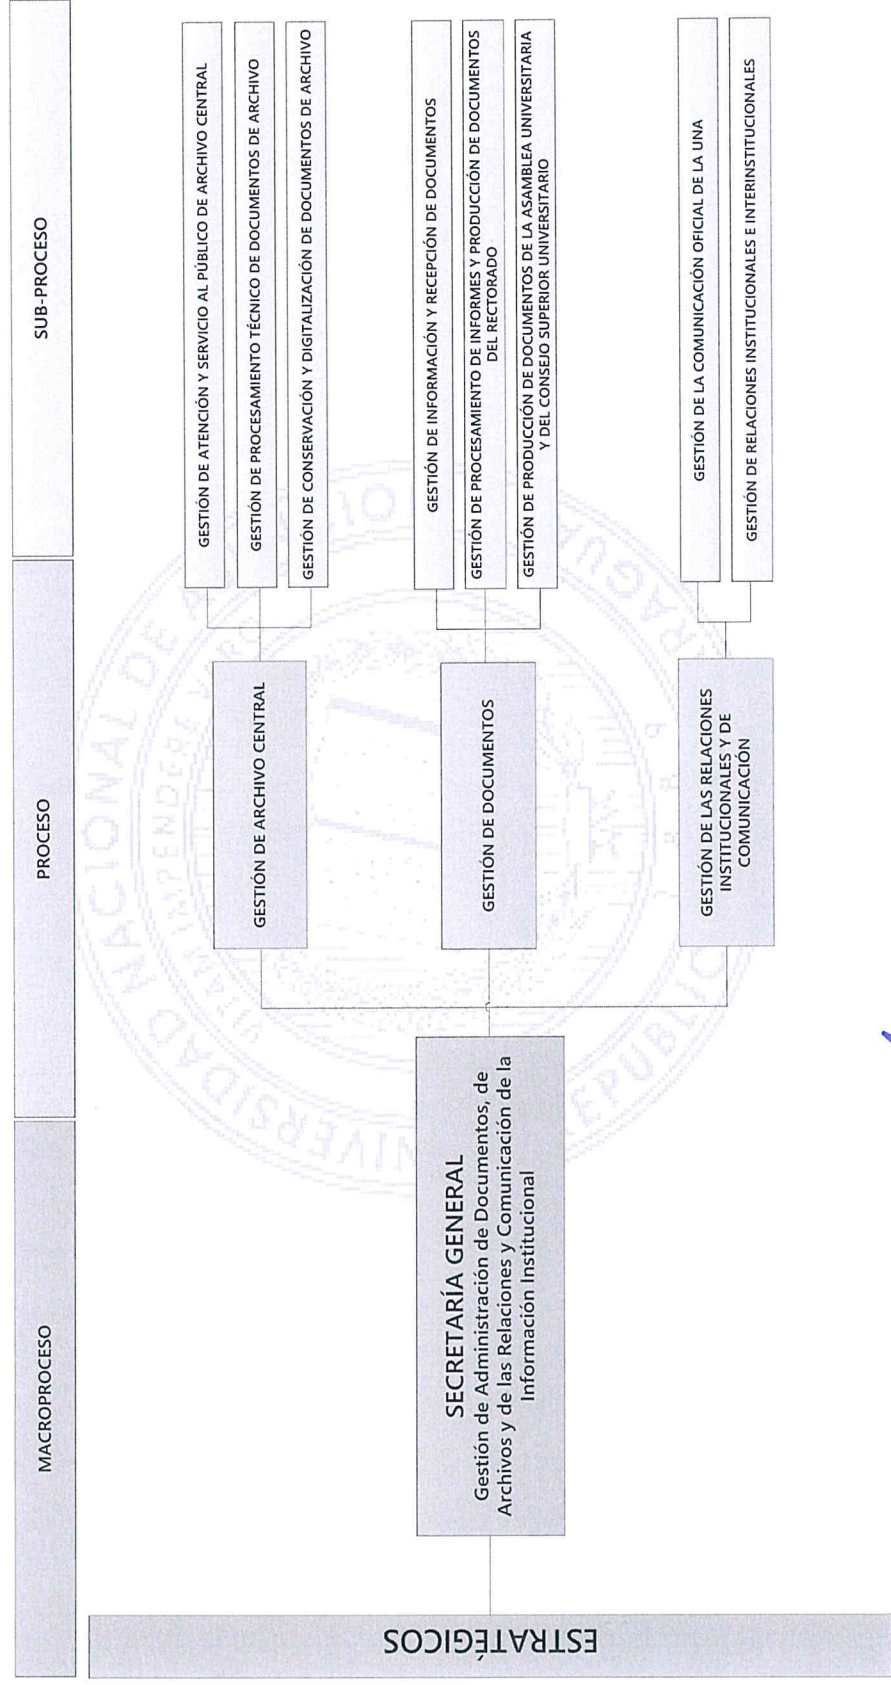 MACROPROCESO
PROCESO
SUB-PROCESO
ESTRATÉGICOS
SECRETARÍA GENERAL
Gestión de Administración de Documentos, de
Archivos y de las Relaciones y Comunicación de la
Información Institucional
GESTIÓN DE ARCHIVO CENTRAL
GESTIÓN DE ATENCIÓN Y SERVICIO AL PÚBLICO DE ARCHIVO CENTRAL
GESTIÓN DE PROCESAMIENTO TÉCNICO DE DOCUMENTOS DE ARCHIVO
GESTIÓN DE CONSERVACIÓN Y DIGITALIZACIÓN DE DOCUMENTOS DE ARCHIVO
GESTIÓN DE DOCUMENTOS
GESTIÓN DE INFORMACIÓN Y RECEPCIÓN DE DOCUMENTOS
GESTIÓN DE PROCESAMIENTO DE INFORMES Y PRODUCCIÓN DE DOCUMENTOS
DEL RECTORADO
GESTIÓN DE PRODUCCIÓN DE DOCUMENTOS DE LA ASAMBLEA UNIVERSITARIA
Y DEL CONSEJO SUPERIOR UNIVERSITARIO
GESTIÓN DE LAS RELACIONES
INSTITUCIONALES Y DE
COMUNICACIÓN
GESTIÓN DE LA COMUNICACIÓN OFICIAL DE LA UNA
GESTIÓN DE RELACIONES INSTITUCIONALES E INTERINSTITUCIONALES